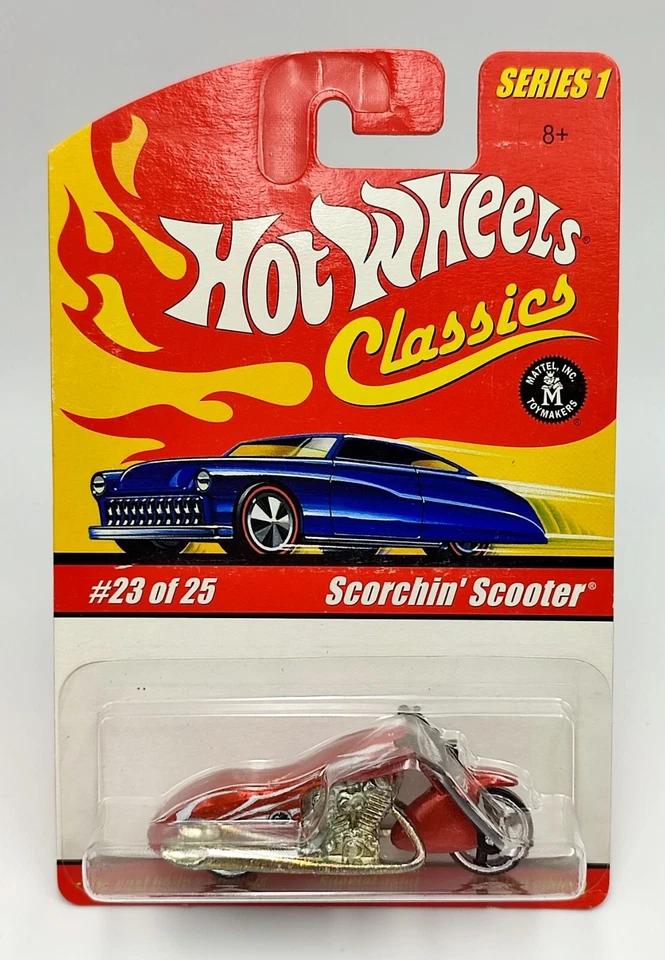 SERIES 1
8+
HOT WHEELS®
Classics
MATTEL, INC.
M
TOYMAKERS
®
#23 of 25
Scorchin' Scooter®